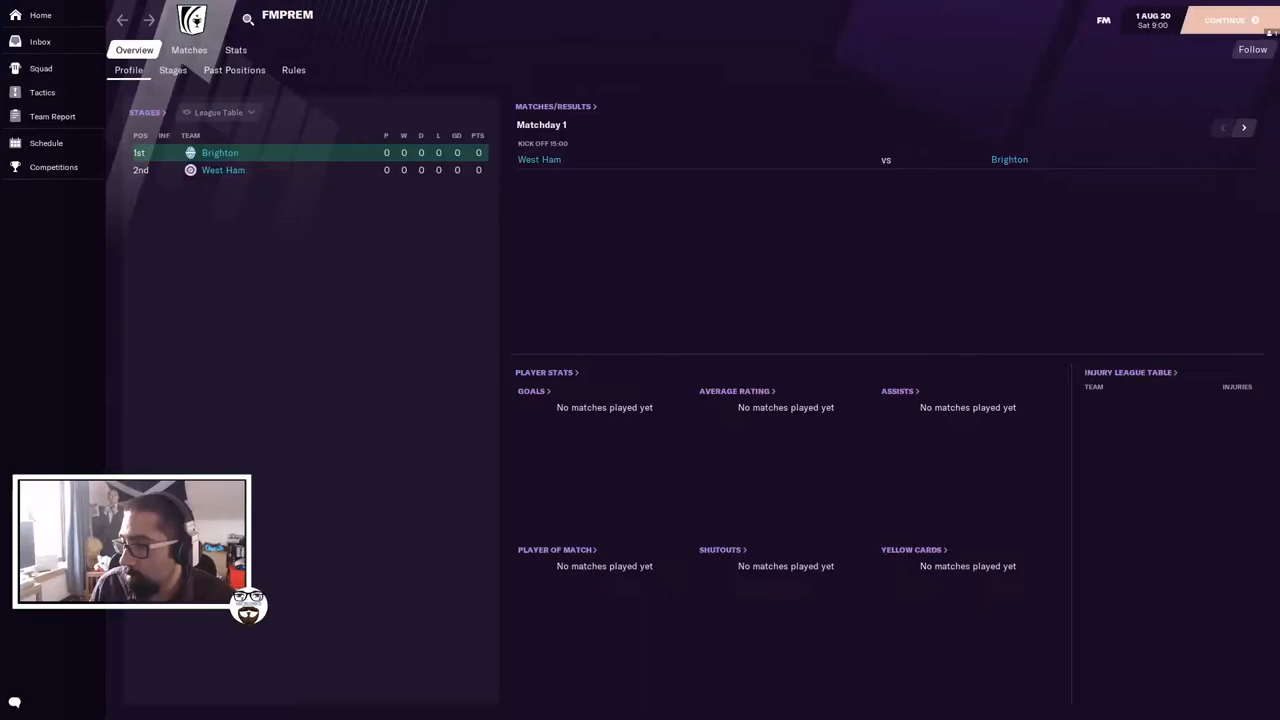 Home
Inbox
Squad
Tactics
Team Report
Schedule
Competitions
FMPREM
FM
1 AUG 20
Sat 9:00
CONTINUE
1
Overview Matches Stats
Follow
Profile Stages Past Positions Rules
STAGES League Table
POS INF TEAM P W D L GD PTS
1st Brighton 0 0 0 0 0 0
2nd West Ham 0 0 0 0 0 0
MATCHES/RESULTS
Matchday 1
KICK OFF 15:00
West Ham vs Brighton
PLAYER STATS
GOALS AVERAGE RATING ASSISTS
No matches played yet No matches played yet No matches played yet
PLAYER OF MATCH SHUTOUTS YELLOW CARDS
No matches played yet No matches played yet No matches played yet
INJURY LEAGUE TABLE
TEAM INJURIES